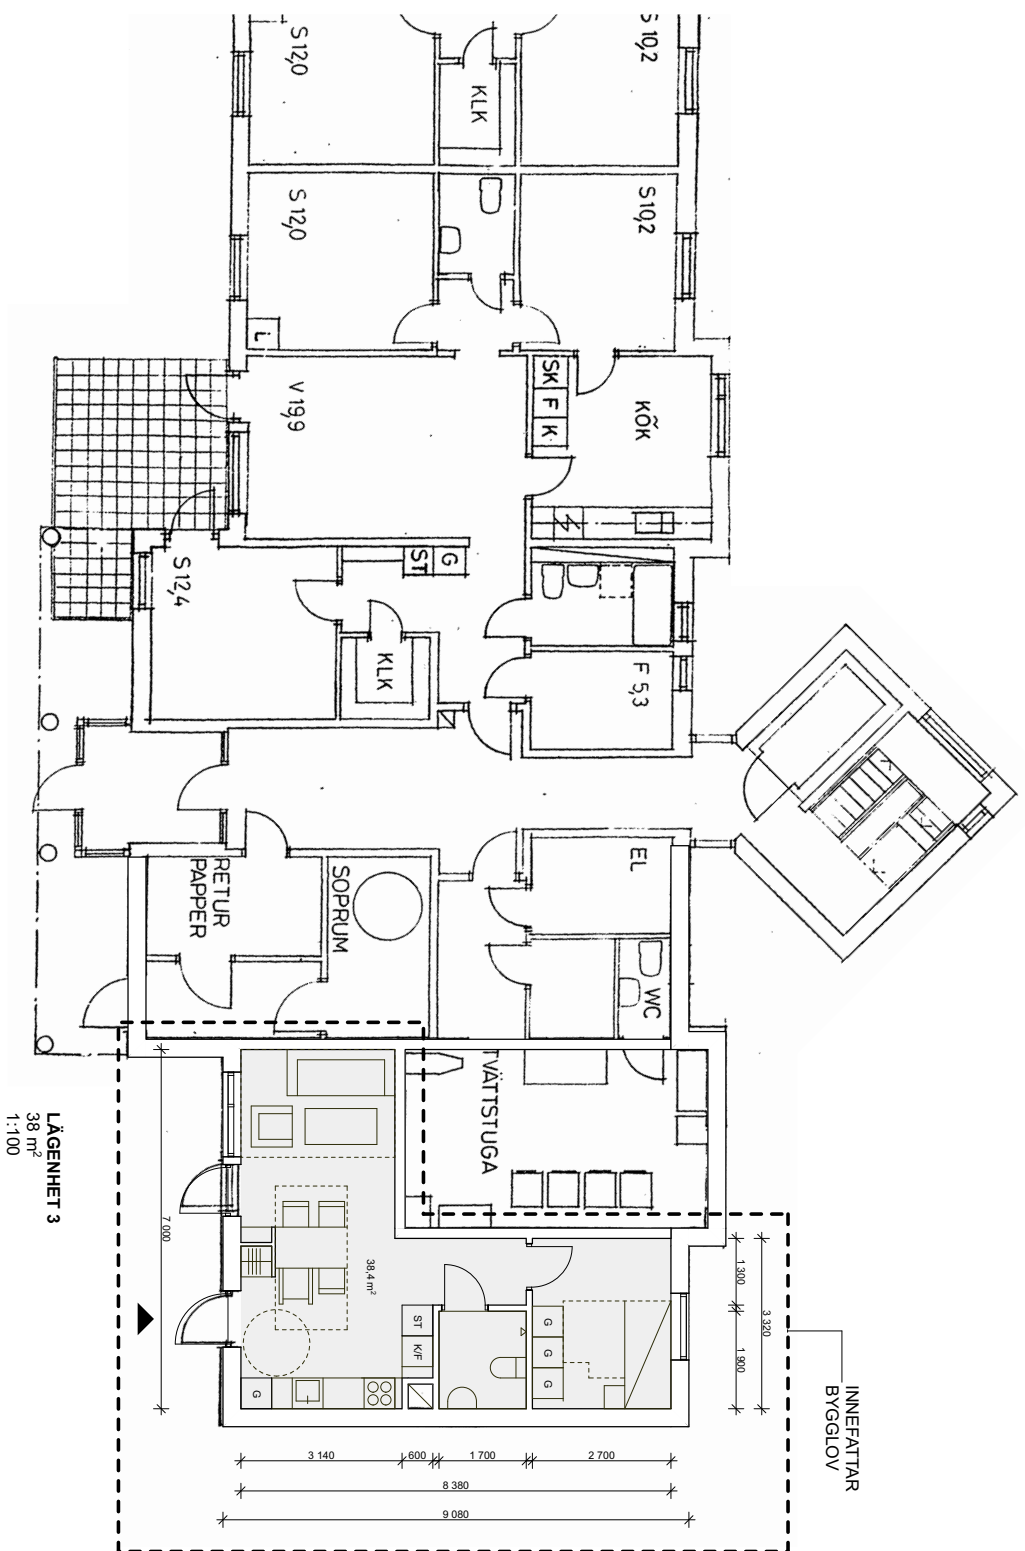 S 12,0
KLK
S 10,2
S 12,0
S 10,2
L
V 19,9
SK F K
KÖK
S 12,4
ST G
KLK
F 5,3
RETUR
PAPPER
SOPRUM
EL
WC
TVÄTTSTUGA
LÄGENHET 3
38 m²
1:100
7 000
38,4 m²
ST
K/F
G
G
G
G
1 300
1 900
3 320
INNEFATTAR
BYGGLOV
3 140
600
1 700
2 700
8 380
9 080